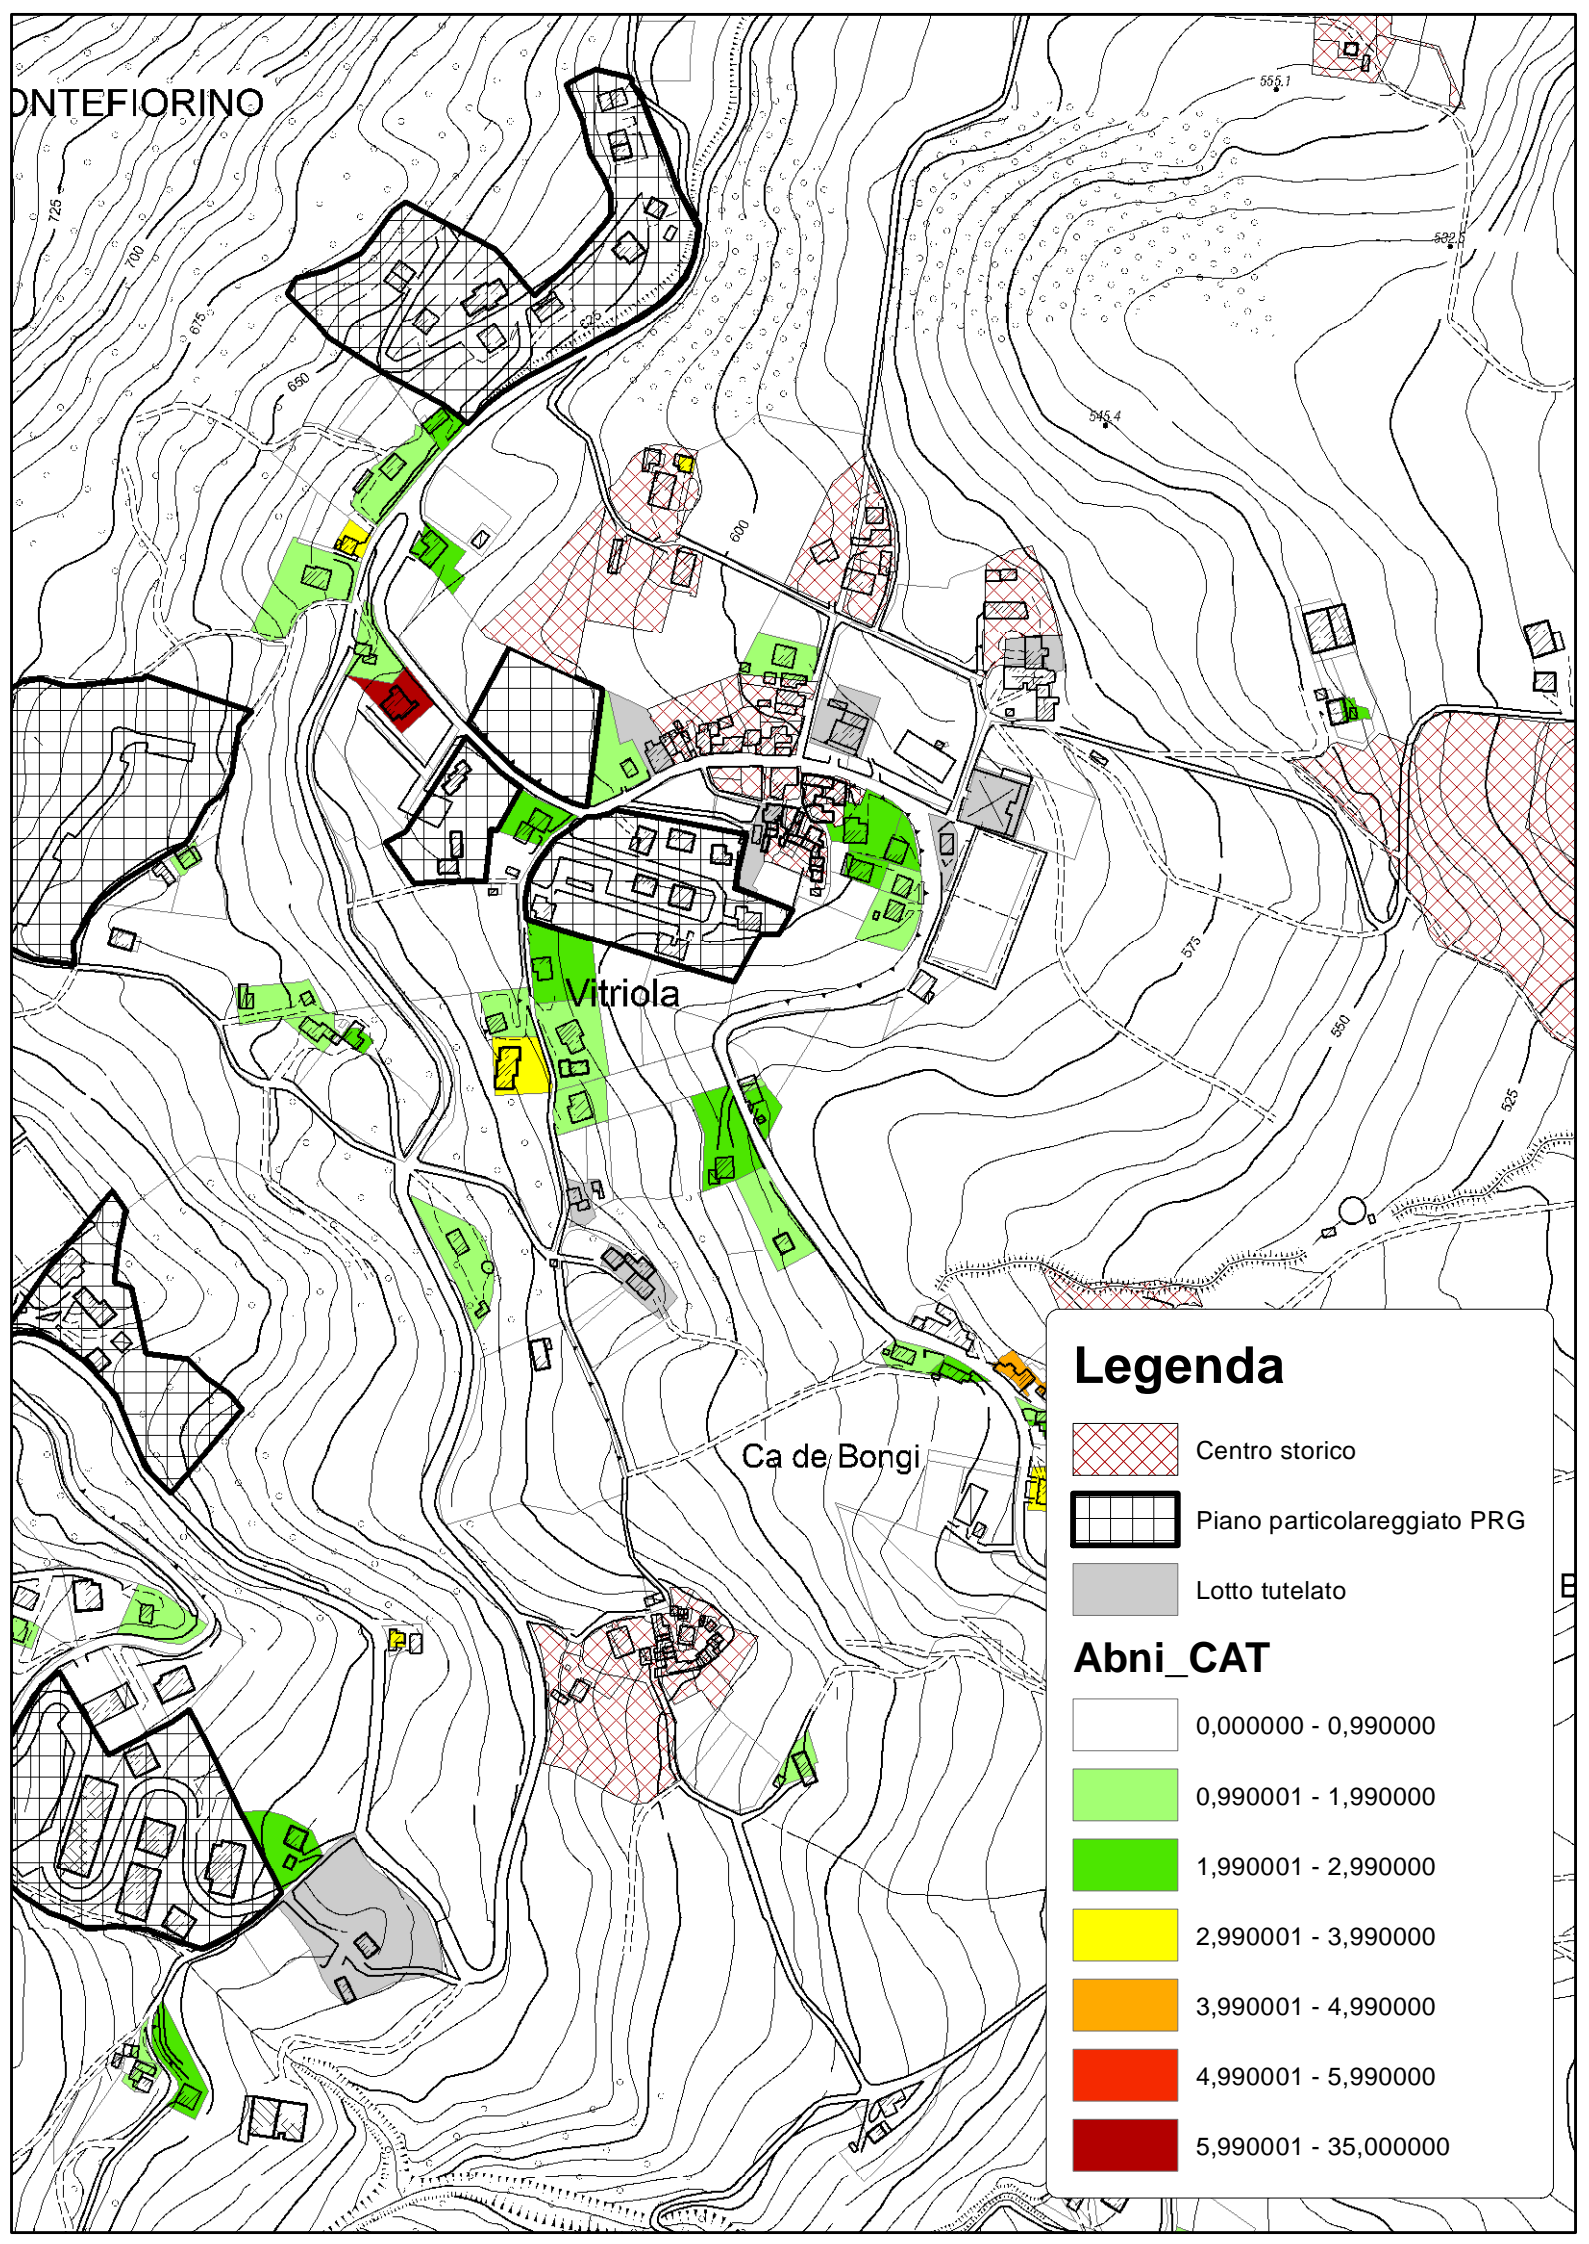 555.1
ONTEFIORINO
725
532.5
700
675
625
650
545.4
600
575
Vitriola
550
525
Legenda
Ca de Bongi
Centro storico
Piano particolareggiato PRG
Lotto tutelato
B
Abni_CAT
0,000000 - 0,990000
0,990001 - 1,990000
1,990001 - 2,990000
2,990001 - 3,990000
3,990001 - 4,990000
4,990001 - 5,990000
5,990001 - 35,000000